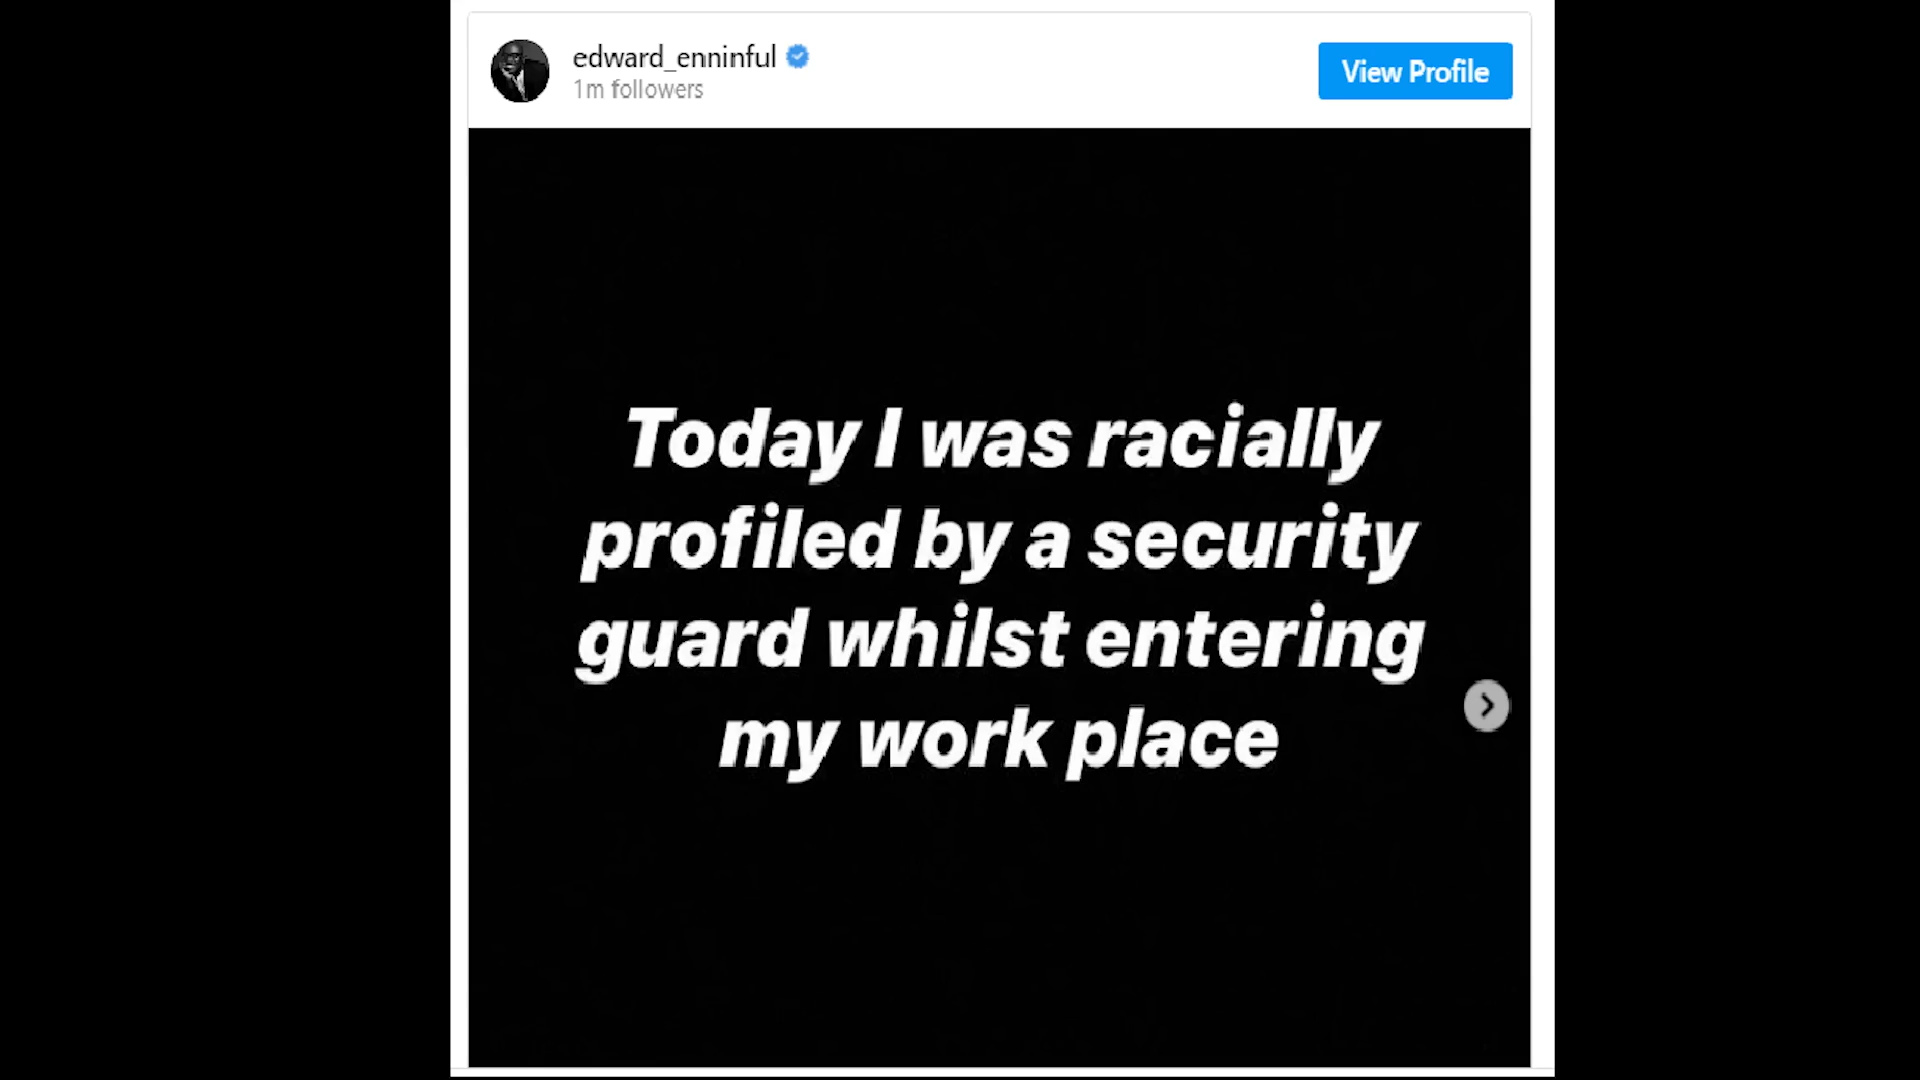 edward_enninful
1m followers
View Profile
Today I was racially
profiled by a security
guard whilst entering
my work place